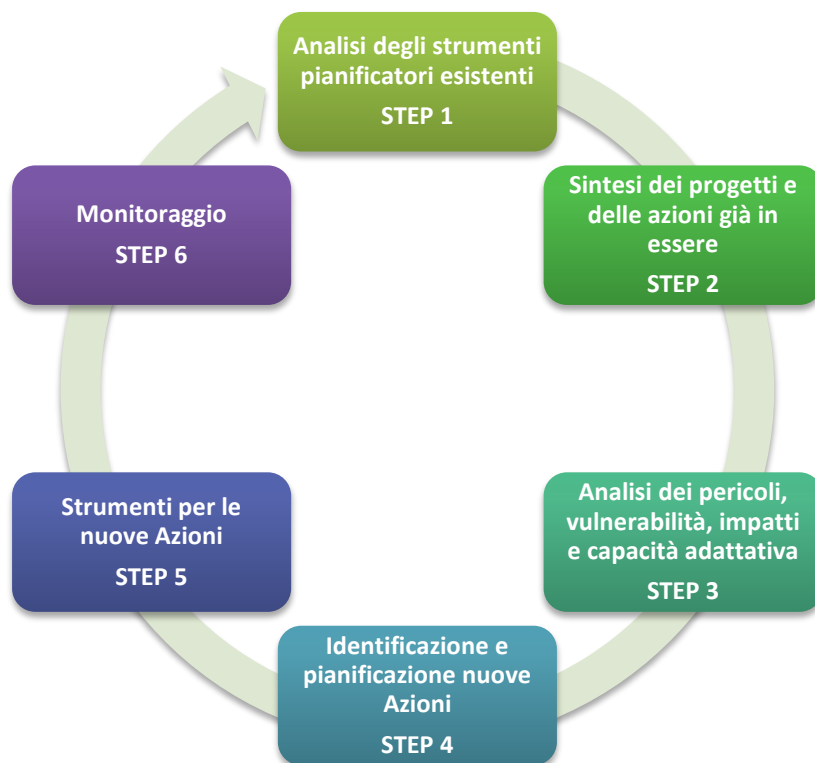 Analisi degli strumenti
pianificatori esistenti
STEP 1
Sintesi dei progetti e
delle azioni già in
essere
STEP 2
Analisi dei pericoli,
vulnerabilità, impatti
e capacità adattativa
STEP 3
Identificazione e
pianificazione nuove
Azioni
STEP 4
Strumenti per le
nuove Azioni
STEP 5
Monitoraggio
STEP 6